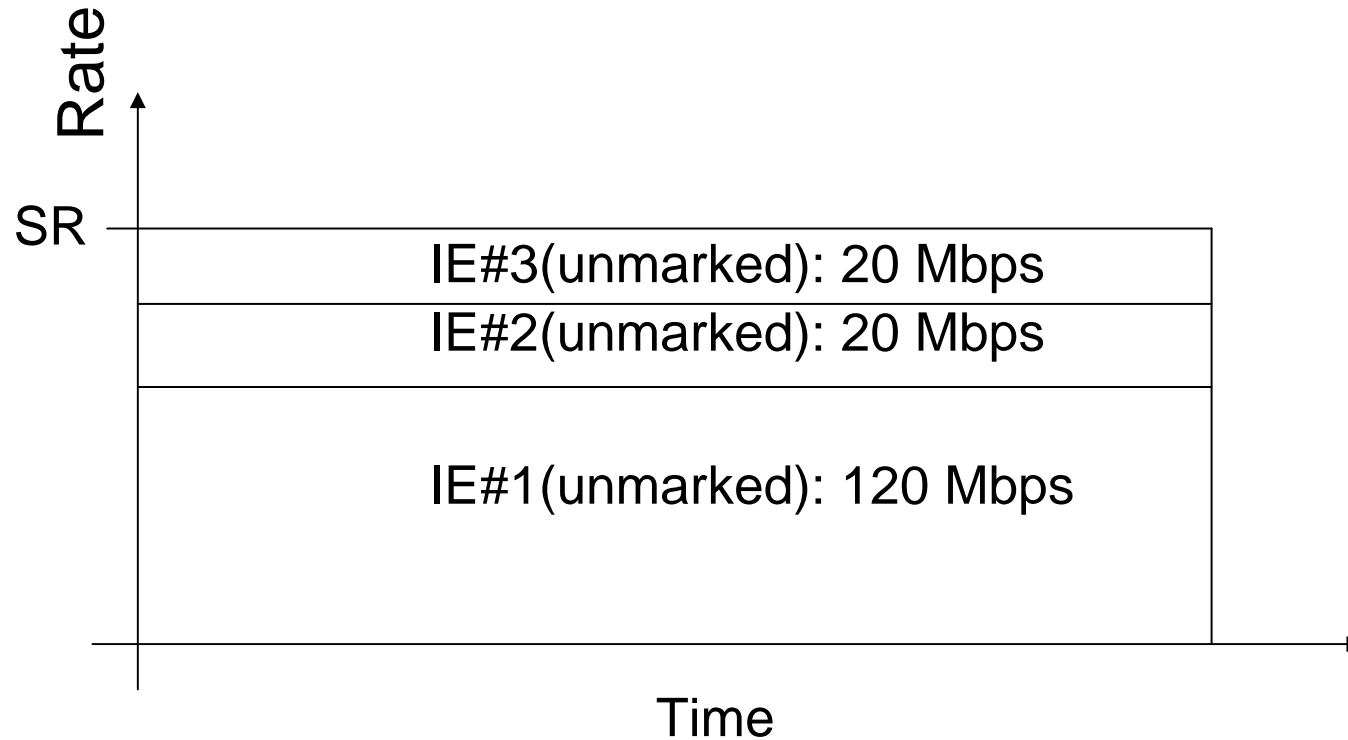 Rate
SR
IE#3(unmarked): 20 Mbps
IE#2(unmarked): 20 Mbps
IE#1(unmarked): 120 Mbps
Time